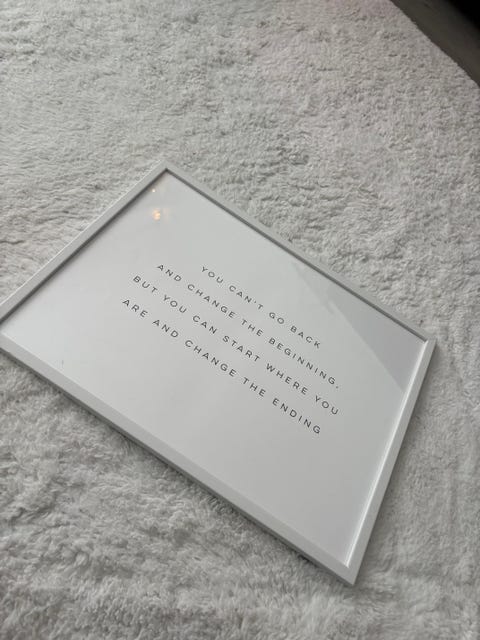 YOU CAN'T GO BACK
AND CHANGE THE BEGINNING,
BUT YOU CAN START WHERE YOU
ARE AND CHANGE THE ENDING